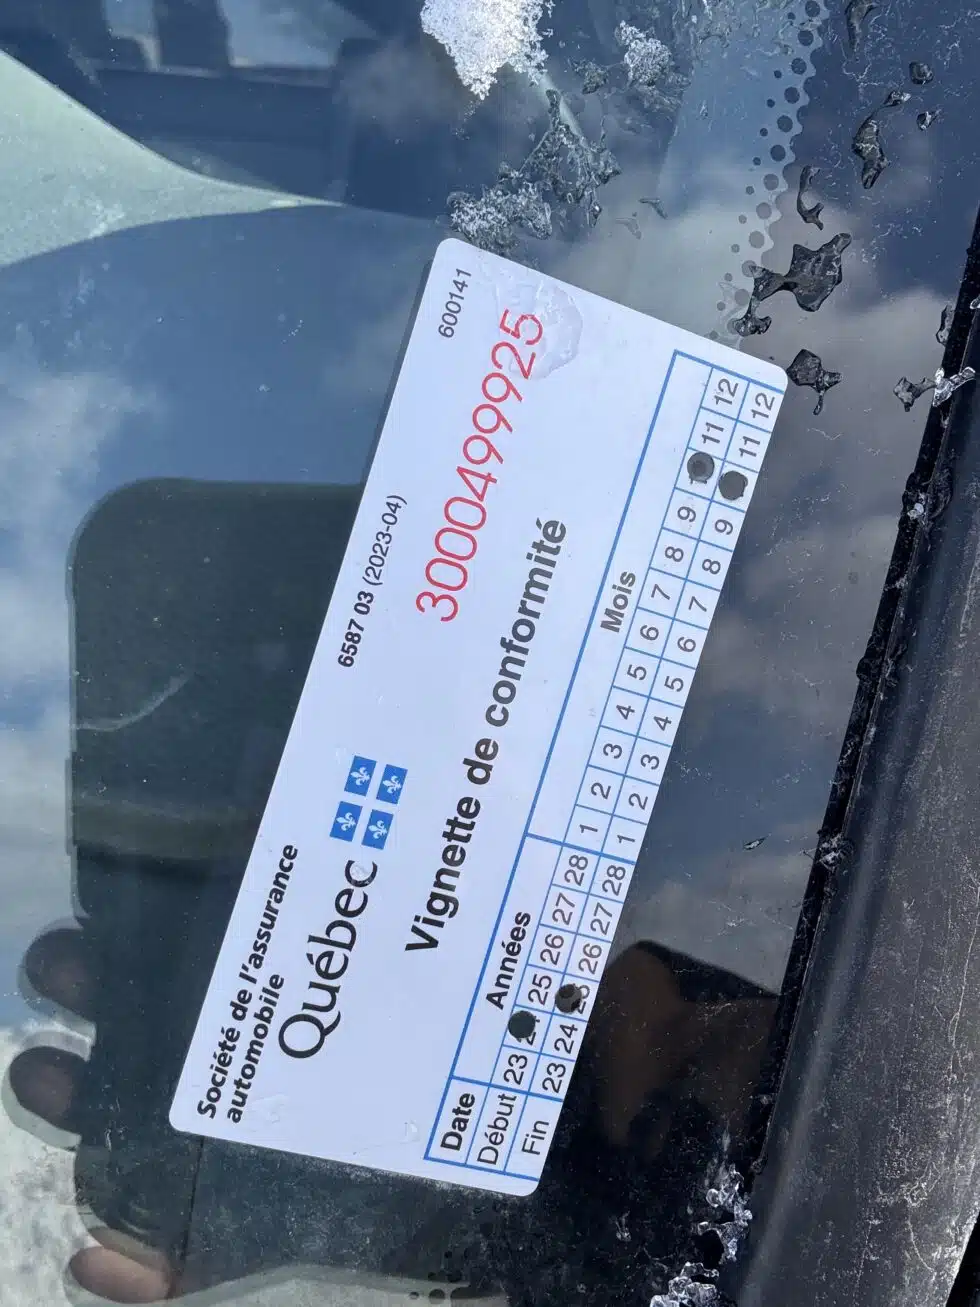 Société de l'assurance
automobile
Québec
6587 03 (2023-04)
600141
3000499925
Vignette de conformité
Date Années Mois
Début 23 25 26 27 28 1 2 3 4 5 6 7 8 9 11 12
Fin 23 24 26 27 28 1 2 3 4 5 6 7 8 9 11 12